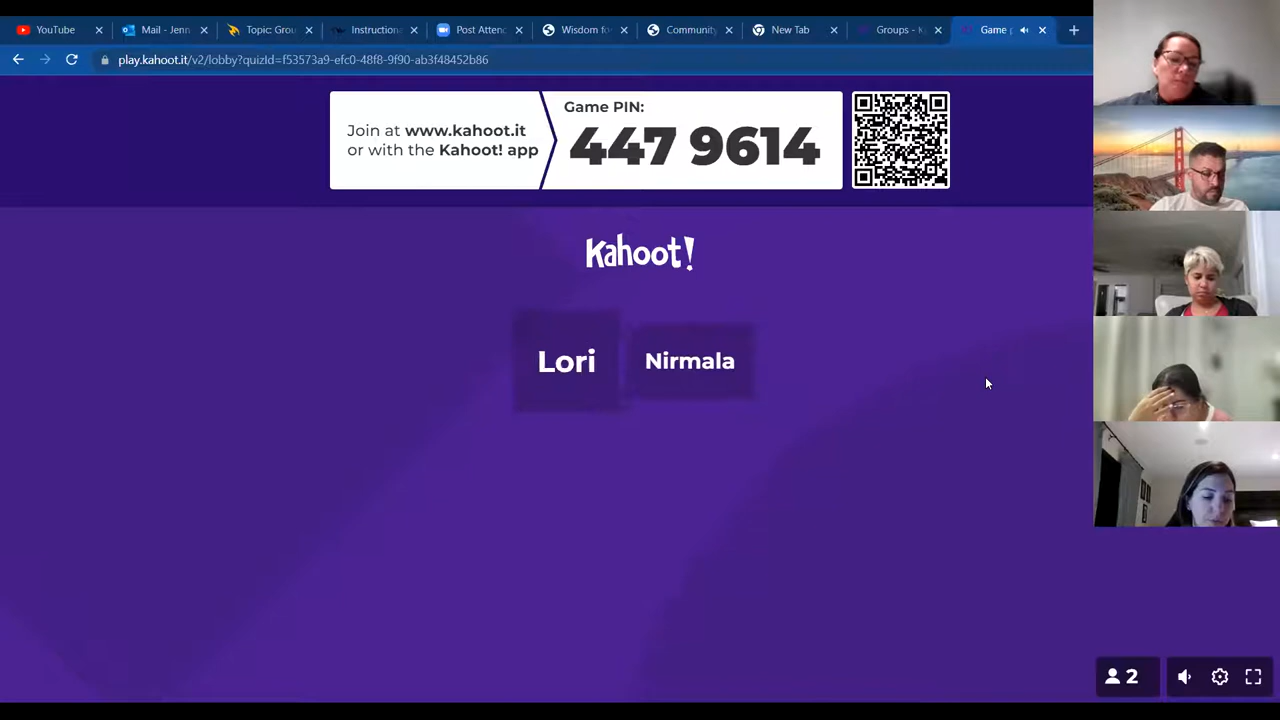 YouTube
Mail - Jenn
Topic: Grou
Instructiona
Post Attend
Wisdom fo
Community
New Tab
Groups - K
Game p
play.kahoot.it/v2/lobby?quizId=f53573a9-efc0-48f8-9f90-ab3f48452b86
Join at www.kahoot.it
or with the Kahoot! app
Game PIN:
447 9614
Kahoot!
Lori
Nirmala
2